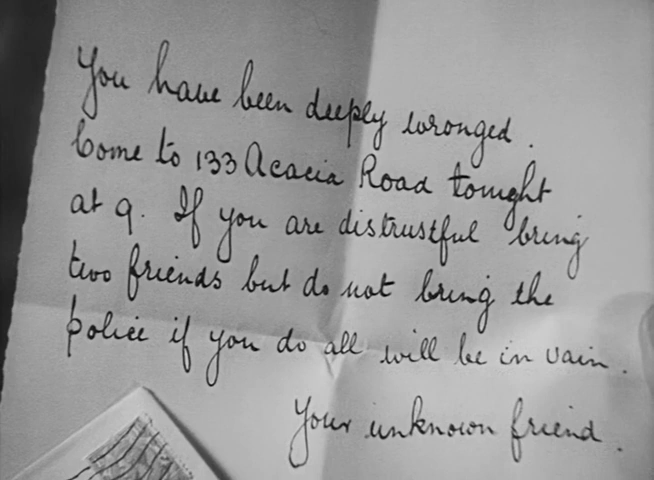 You have been deeply wronged.
Come to 133 Acacia Road tonight
at 9. If you are distrustful bring
two friends but do not bring the
police if you do all will be in vain.
Your unknown friend.